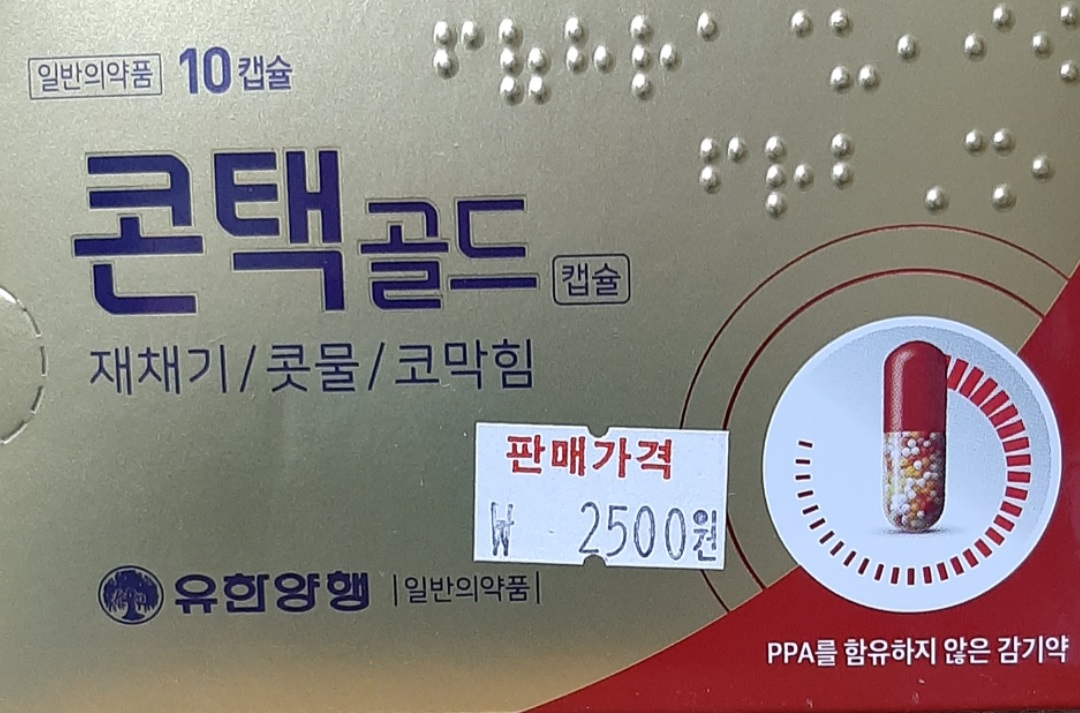 일반의약품 10캡슐
콘택골드 캡슐
재채기/콧물/코막힘
판매가격
₩ 2500원
유한양행 |일반의약품|
PPA를 함유하지 않은 감기약